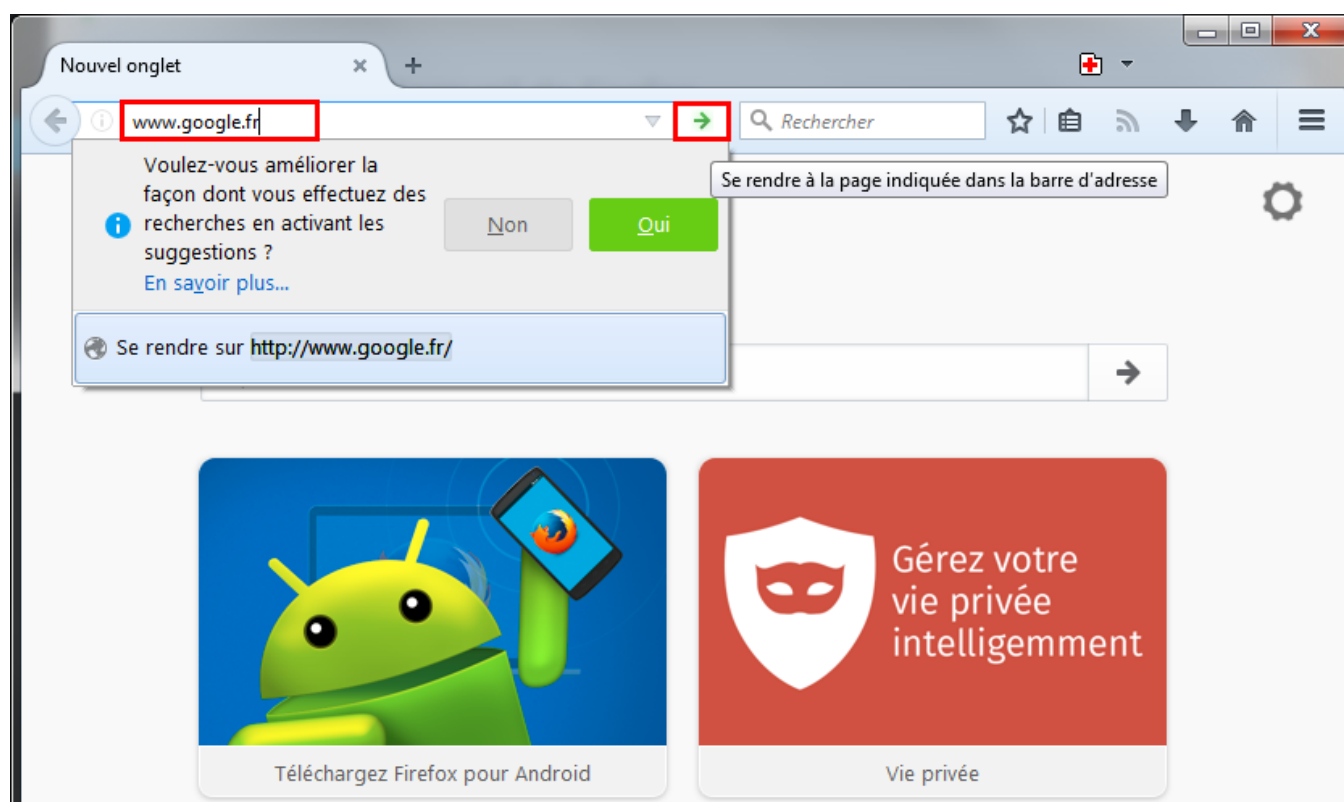 Nouvel onglet
www.google.fr
Rechercher
Se rendre à la page indiquée dans la barre d'adresse
Voulez-vous améliorer la
façon dont vous effectuez des
recherches en activant les
suggestions ?
En savoir plus...
Non
Oui
Se rendre sur http://www.google.fr/
Gérez votre
vie privée
intelligemment
Téléchargez Firefox pour Android
Vie privée